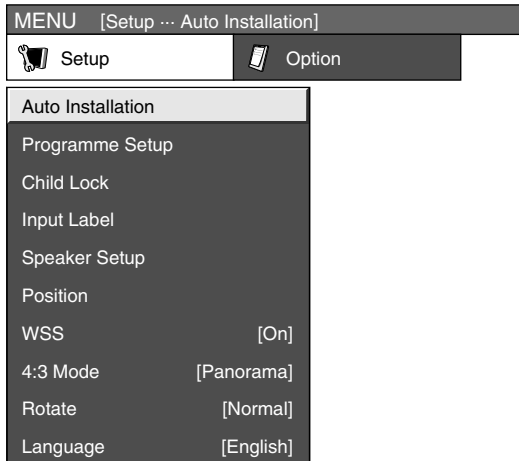 MENU [Setup ··· Auto Installation]
Setup Option
Auto Installation
Programme Setup
Child Lock
Input Label
Speaker Setup
Position
WSS [On]
4:3 Mode [Panorama]
Rotate [Normal]
Language [English]